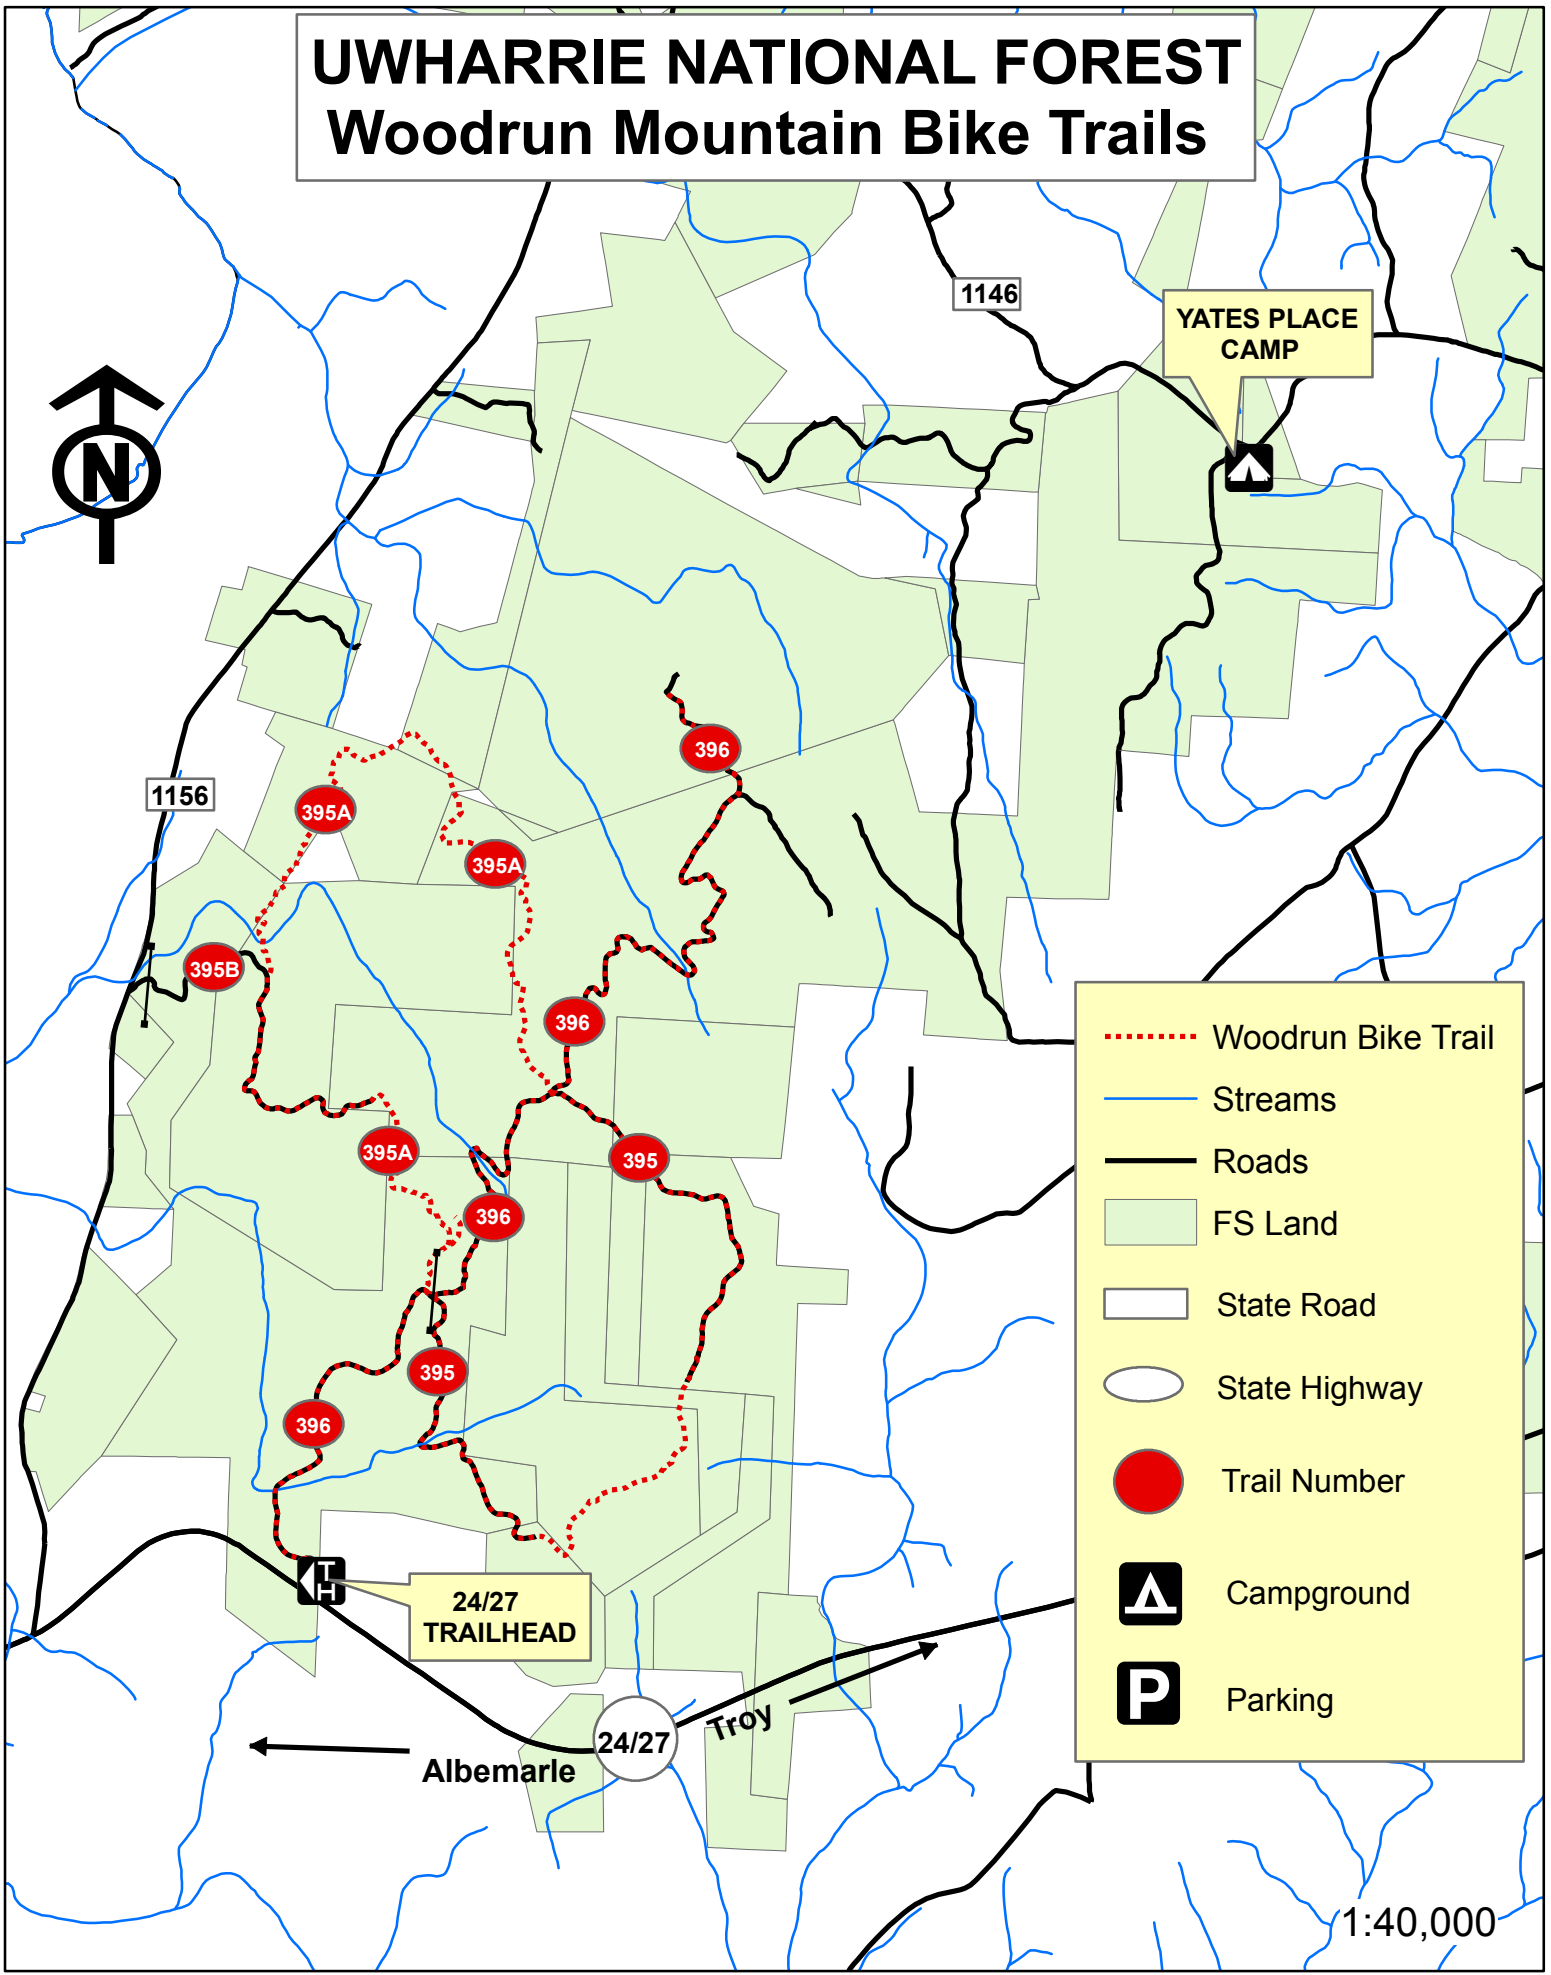 UWHARRIE NATIONAL FOREST
Woodrun Mountain Bike Trails
1146
YATES PLACE
CAMP
N
396
1156
395A
395A
395B
396
395A
395
396
395
396
TH
24/27
TRAILHEAD
24/27
Troy
Albemarle
Woodrun Bike Trail
Streams
Roads
FS Land
State Road
State Highway
Trail Number
Campground
P
Parking
1:40,000